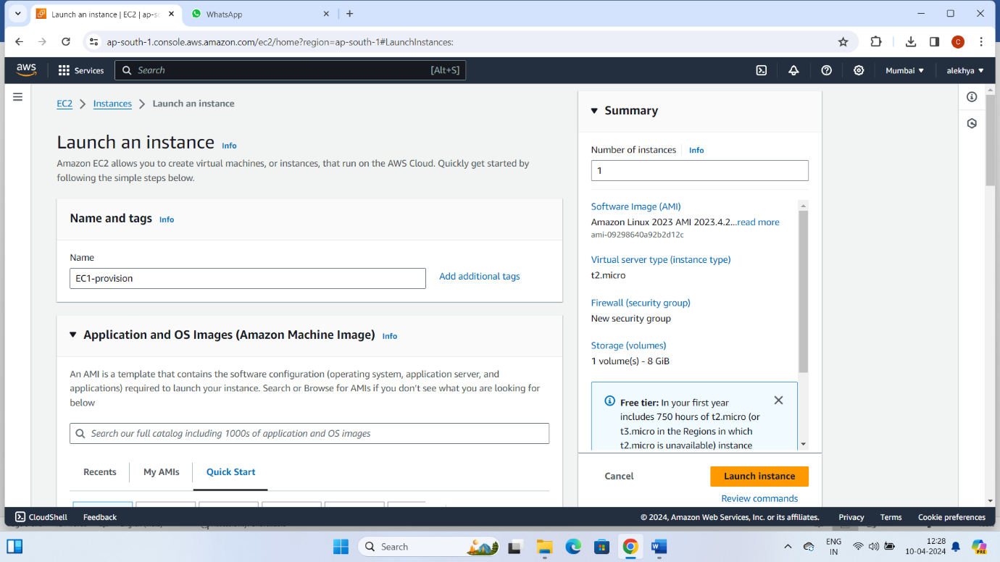 Launch an instance | EC2 | ap-sc
WhatsApp
ap-south-1.console.aws.amazon.com/ec2/home?region=ap-south-1#LaunchInstances:
C
aws
Services
Search
[Alt+S]
Mumbai
alekhya
EC2
Instances
Launch an instance
Launch an instance Info
Amazon EC2 allows you to create virtual machines, or instances, that run on the AWS Cloud. Quickly get started by
following the simple steps below.
Name and tags Info
Name
EC1-provision
Add additional tags
Application and OS Images (Amazon Machine Image) Info
An AMI is a template that contains the software configuration (operating system, application server, and
applications) required to launch your instance. Search or Browse for AMIs if you don't see what you are looking for
below
Search our full catalog including 1000s of application and OS images
Recents
My AMIs
Quick Start
Summary
Number of instances Info
1
Software Image (AMI)
Amazon Linux 2023 AMI 2023.4.2...read more
ami-09298640a92b2d12c
Virtual server type (instance type)
t2.micro
Firewall (security group)
New security group
Storage (volumes)
1 volume(s) - 8 GiB
Free tier: In your first year
includes 750 hours of t2.micro (or
t3.micro in the Regions in which
t2.micro is unavailable) instance
Cancel
Launch instance
Review commands
CloudShell
Feedback
© 2024, Amazon Web Services, Inc. or its affiliates.
Privacy
Terms
Cookie preferences
Search
ENG
IN
12:28
10-04-2024
PRE